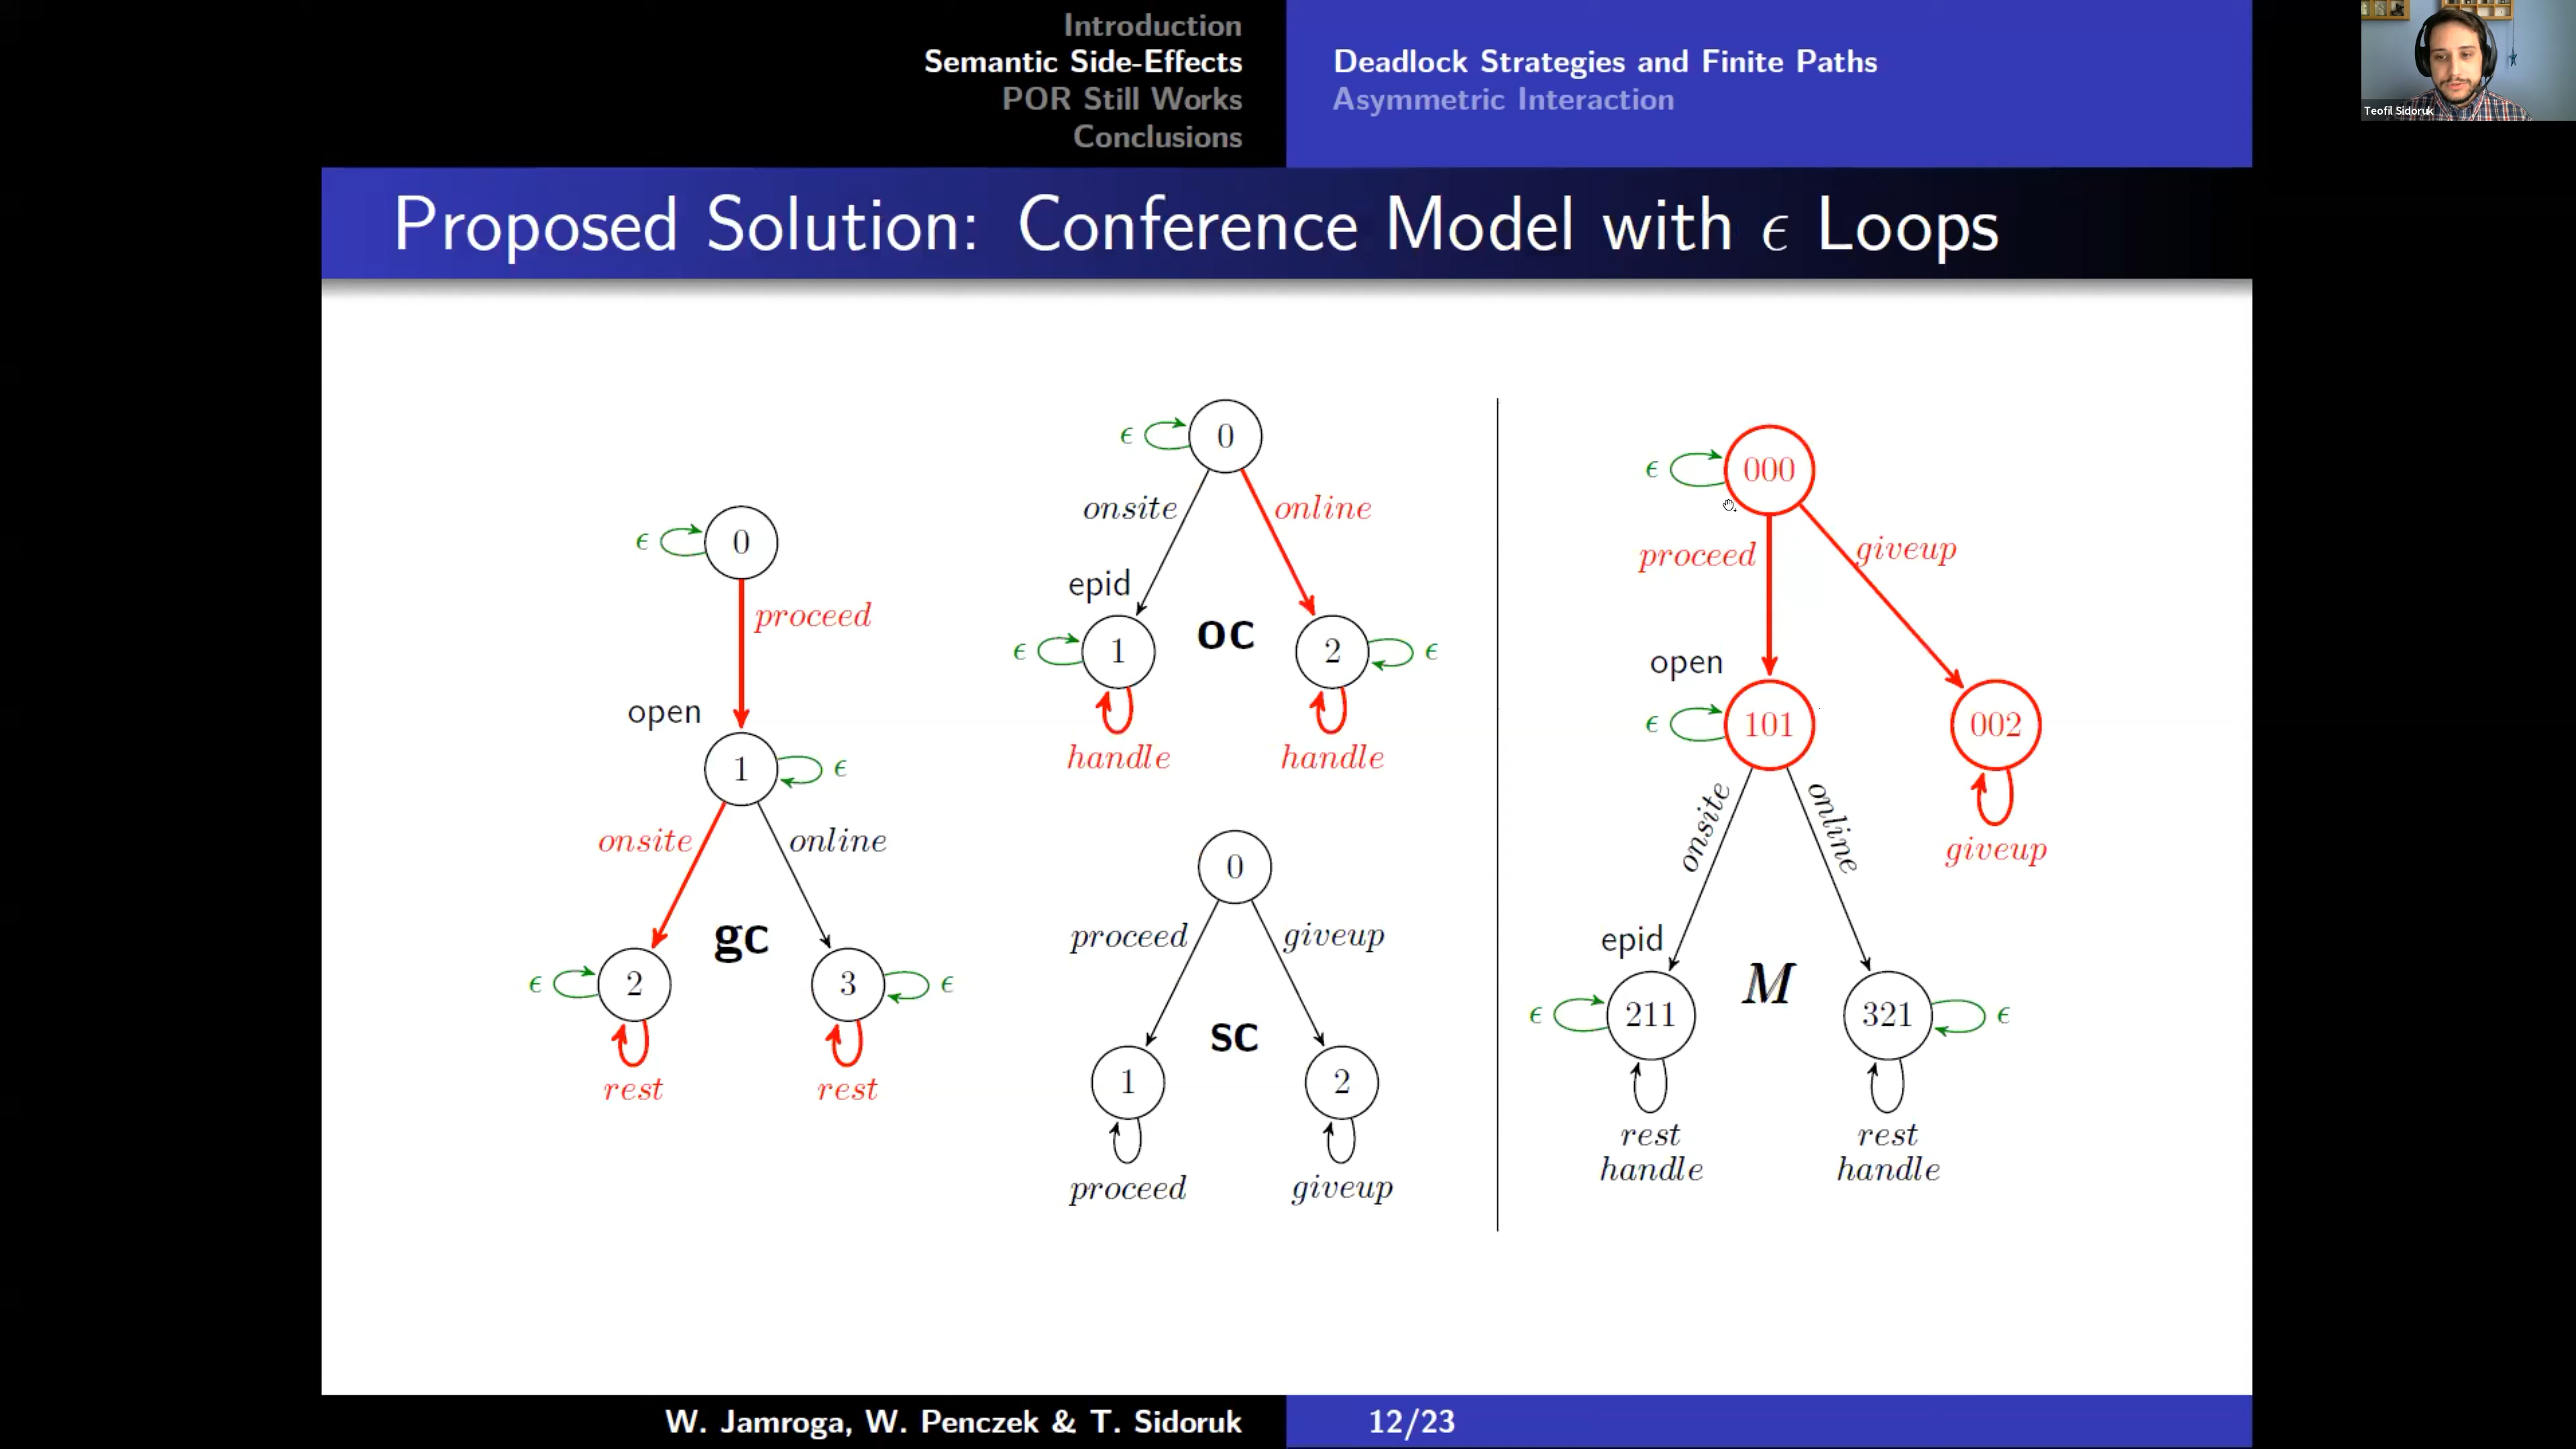 Introduction
Semantic Side-Effects
POR Still Works
Conclusions
Deadlock Strategies and Finite Paths
Asymmetric Interaction
Teofil Sidoruk
Proposed Solution: Conference Model with ϵ Loops
ϵ 0
proceed
open
1 ϵ
onsite online
gc
ϵ 2 3 ϵ
rest rest
ϵ 0
onsite online
epid
ϵ 1 oc 2 ϵ
handle handle
0
proceed giveup
sc
1 2
proceed giveup
ϵ 000
proceed giveup
open
ϵ 101 002
onsite online giveup
epid
M
ϵ 211 321 ϵ
rest rest
handle handle
W. Jamroga, W. Penczek & T. Sidoruk 12/23